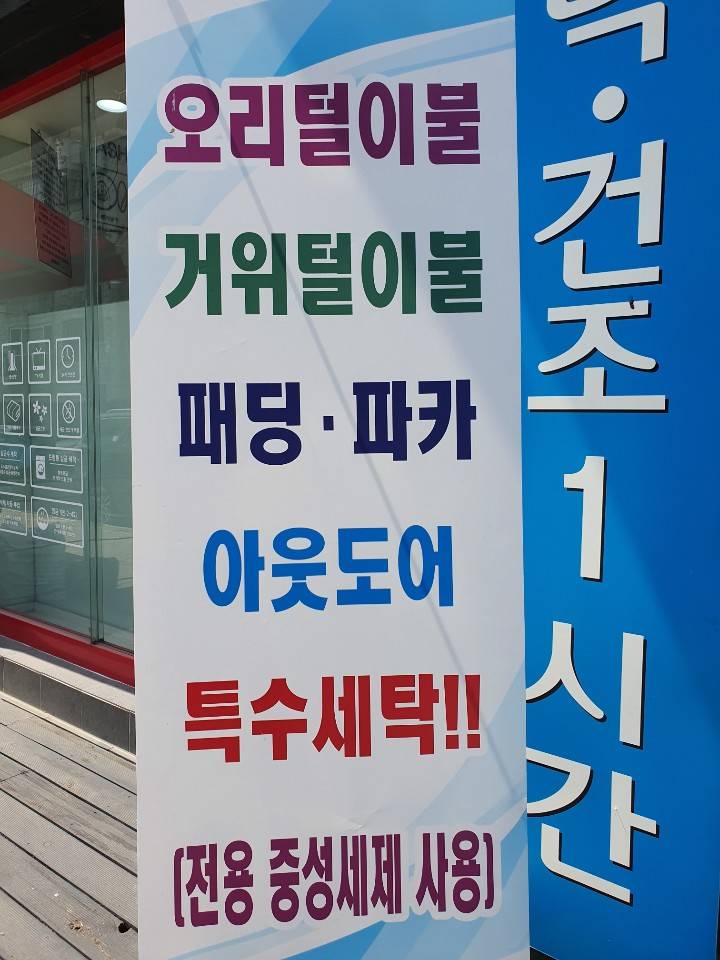 오리털이불
거위털이불
패딩·파카
아웃도어
특수세탁!!
(전용 중성세제 사용)
·건조1시간